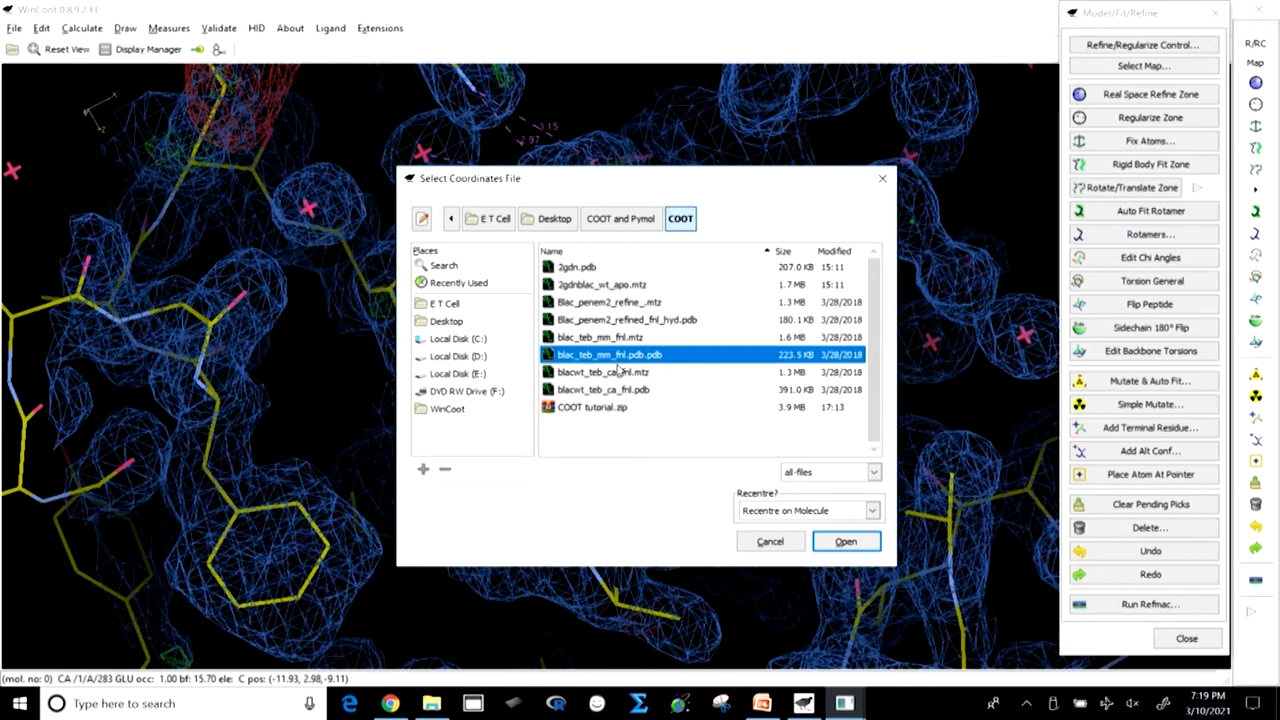 WinCoot 0.8.9.2 EL
File Edit Calculate Draw Measures Validate HID About Ligand Extensions
Reset View Display Manager
3.15
2.97
Select Coordinates File
E T Cell Desktop COOT and Pymol COOT
Places
Search
Recently Used
E T Cell
Desktop
Local Disk (C:)
Local Disk (D:)
Local Disk (E:)
DVD RW Drive (F:)
WinCoot
Name Size Modified
2gdn.pdb 207.0 KB 15:11
2gdnblac_wt_apo.mtz 1.7 MB 15:11
Blac_penem2_refine_.mtz 1.3 MB 3/28/2018
Blac_penem2_refined_fnl_hyd.pdb 180.1 KB 3/28/2018
blac_teb_mm_fnl.mtz 1.6 MB 3/28/2018
blac_teb_mm_fnl.pdb.pdb 223.5 KB 3/28/2018
blacwt_teb_ca_fnl.mtz 1.3 MB 3/28/2018
blacwt_teb_ca_fnl.pdb 391.0 KB 3/28/2018
COOT tutorial.zip 3.9 MB 17:13
all-files
Recentre?
Recentre on Molecule
Cancel Open
Model/Fit/Refine
Refine/Regularize Control...
Select Map...
Real Space Refine Zone
Regularize Zone
Fix Atoms...
Rigid Body Fit Zone
Rotate/Translate Zone
Auto Fit Rotamer
Rotamers...
Edit Chi Angles
Torsion General
Flip Peptide
Sidechain 180° Flip
Edit Backbone Torsions
Mutate & Auto Fit...
Simple Mutate...
Add Terminal Residue...
Add Alt Conf...
Place Atom At Pointer
Clear Pending Picks
Delete...
Undo
Redo
Run Refmac...
Close
R/RC
Map
(mol. no: 0) CA /1/A/283 GLU occ: 1.00 bf: 15.70 ele: C pos: (-11.93, 2.98,-9.11)
Type here to search
7:19 PM
3/10/2021